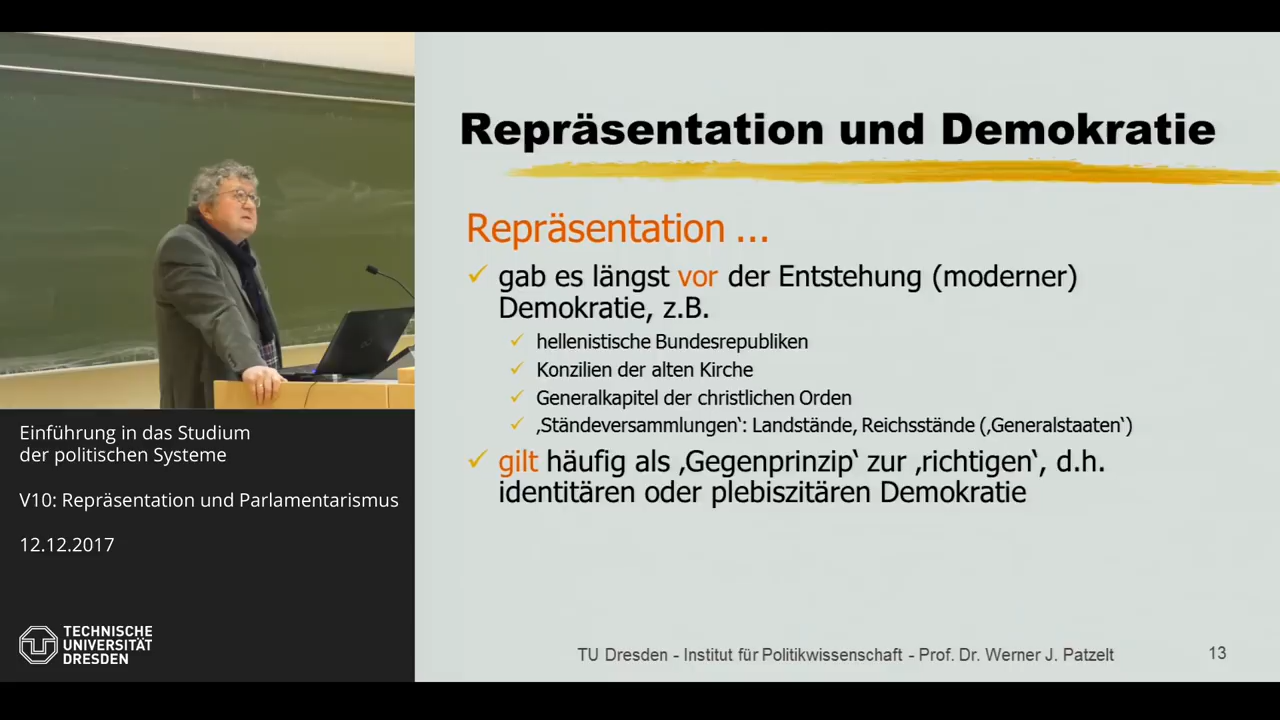 Repräsentation und Demokratie
Repräsentation ...
gab es längst vor der Entstehung (moderner)
Demokratie, z.B.
hellenistische Bundesrepubliken
Konzilien der alten Kirche
Generalkapitel der christlichen Orden
‚Ständeversammlungen‘: Landstände, Reichsstände (‚Generalstaaten‘)
gilt häufig als ‚Gegenprinzip‘ zur ‚richtigen‘, d.h.
identitären oder plebiszitären Demokratie
TU Dresden - Institut für Politikwissenschaft - Prof. Dr. Werner J. Patzelt
13
Einführung in das Studium
der politischen Systeme
V10: Repräsentation und Parlamentarismus
12.12.2017
TECHNISCHE
UNIVERSITÄT
DRESDEN